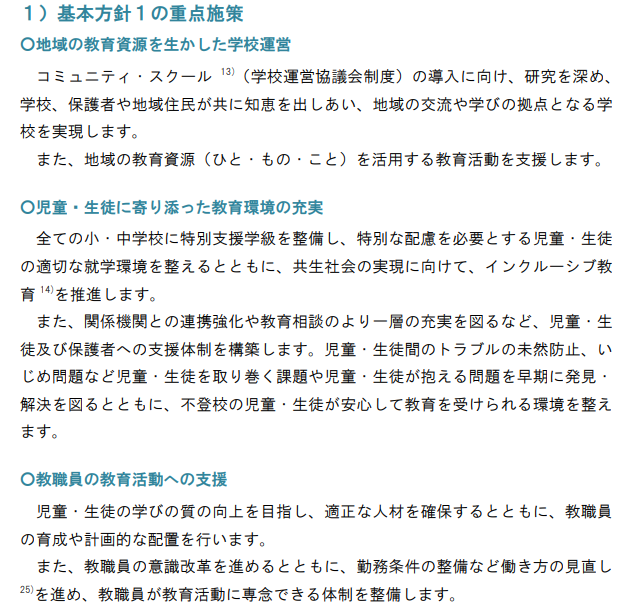 １）基本方針１の重点施策
〇地域の教育資源を生かした学校運営
コミュニティ・スクール 13)（学校運営協議会制度）の導入に向け、研究を深め、
学校、保護者や地域住民が共に知恵を出しあい、地域の交流や学びの拠点となる学
校を実現します。
また、地域の教育資源（ひと・もの・こと）を活用する教育活動を支援します。
〇児童・生徒に寄り添った教育環境の充実
全ての小・中学校に特別支援学級を整備し、特別な配慮を必要とする児童・生徒
の適切な就学環境を整えるとともに、共生社会の実現に向けて、インクルーシブ教
育 14)を推進します。
また、関係機関との連携強化や教育相談のより一層の充実を図るなど、児童・生
徒及び保護者への支援体制を構築します。児童・生徒間のトラブルの未然防止、い
じめ問題など児童・生徒を取り巻く課題や児童・生徒が抱える問題を早期に発見・
解決を図るとともに、不登校の児童・生徒が安心して教育を受けられる環境を整え
ます。
〇教職員の教育活動への支援
児童・生徒の学びの質の向上を目指し、適正な人材を確保するとともに、教職員
の育成や計画的な配置を行います。
また、教職員の意識改革を進めるとともに、勤務条件の整備など働き方の見直し
25)を進め、教職員が教育活動に専念できる体制を整備します。